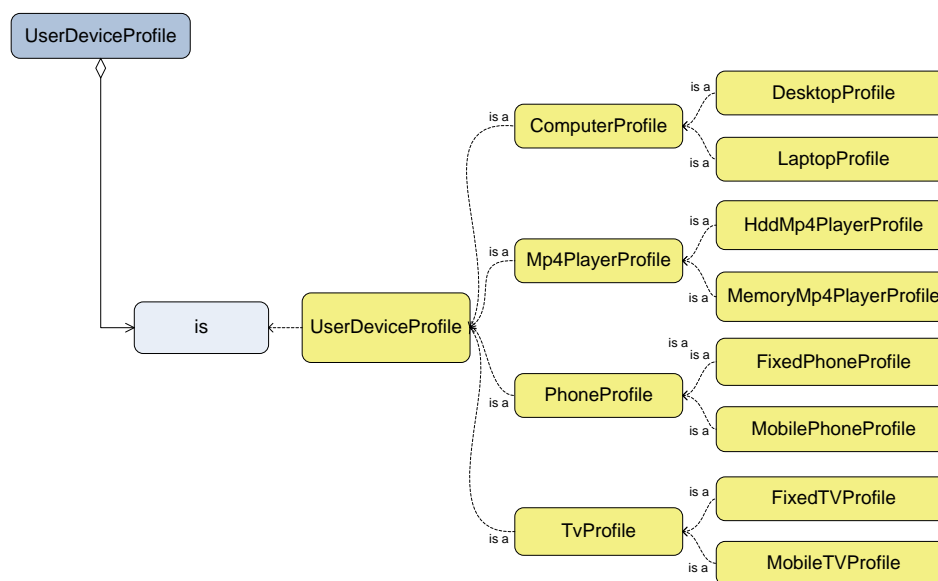 UserDeviceProfile
is a
DesktopProfile
is a
ComputerProfile
is a
LaptopProfile
is a
HddMp4PlayerProfile
is a
Mp4PlayerProfile
is a
MemoryMp4PlayerProfile
is
UserDeviceProfile
is a
is a
FixedPhoneProfile
is a
PhoneProfile
is a
MobilePhoneProfile
is a
FixedTVProfile
is a
TvProfile
is a
MobileTVProfile